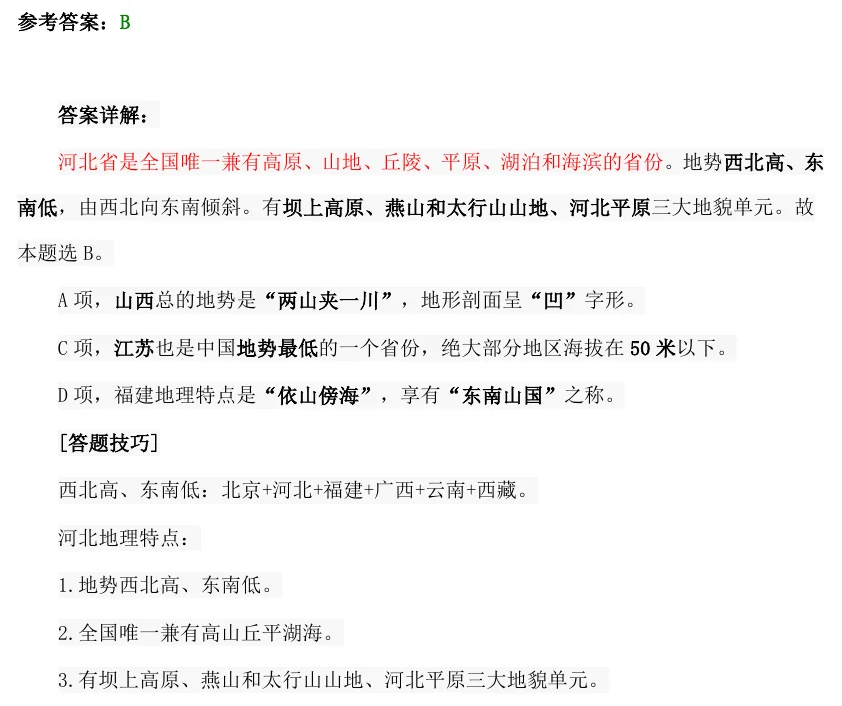 参考答案：B
答案详解：
河北省是全国唯一兼有高原、山地、丘陵、平原、湖泊和海滨的省份。地势西北高、东
南低，由西北向东南倾斜。有坝上高原、燕山和太行山山地、河北平原三大地貌单元。故
本题选 B。
A 项，山西总的地势是“两山夹一川”，地形剖面呈“凹”字形。
C 项，江苏也是中国地势最低的一个省份，绝大部分地区海拔在 50 米以下。
D 项，福建地理特点是“依山傍海”，享有“东南山国”之称。
[答题技巧]
西北高、东南低：北京+河北+福建+广西+云南+西藏。
河北地理特点：
1.地势西北高、东南低。
2.全国唯一兼有高山丘平湖海。
3.有坝上高原、燕山和太行山山地、河北平原三大地貌单元。